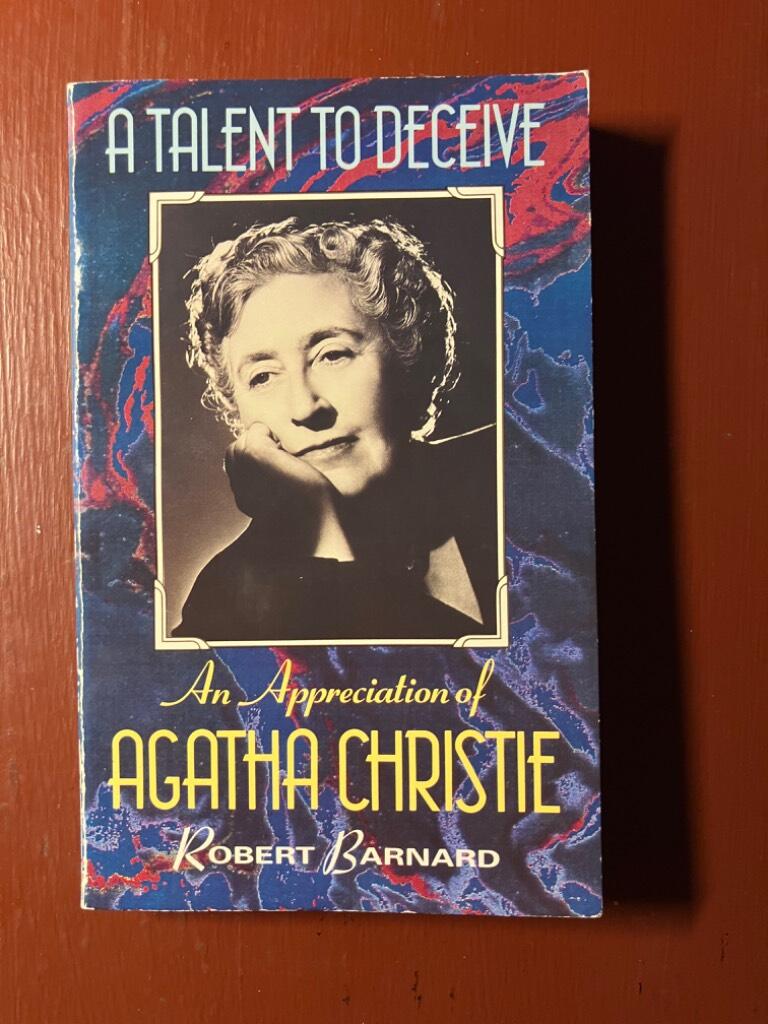 A TALENT TO DECEIVE
An Appreciation of
AGATHA CHRISTIE
ROBERT BARNARD